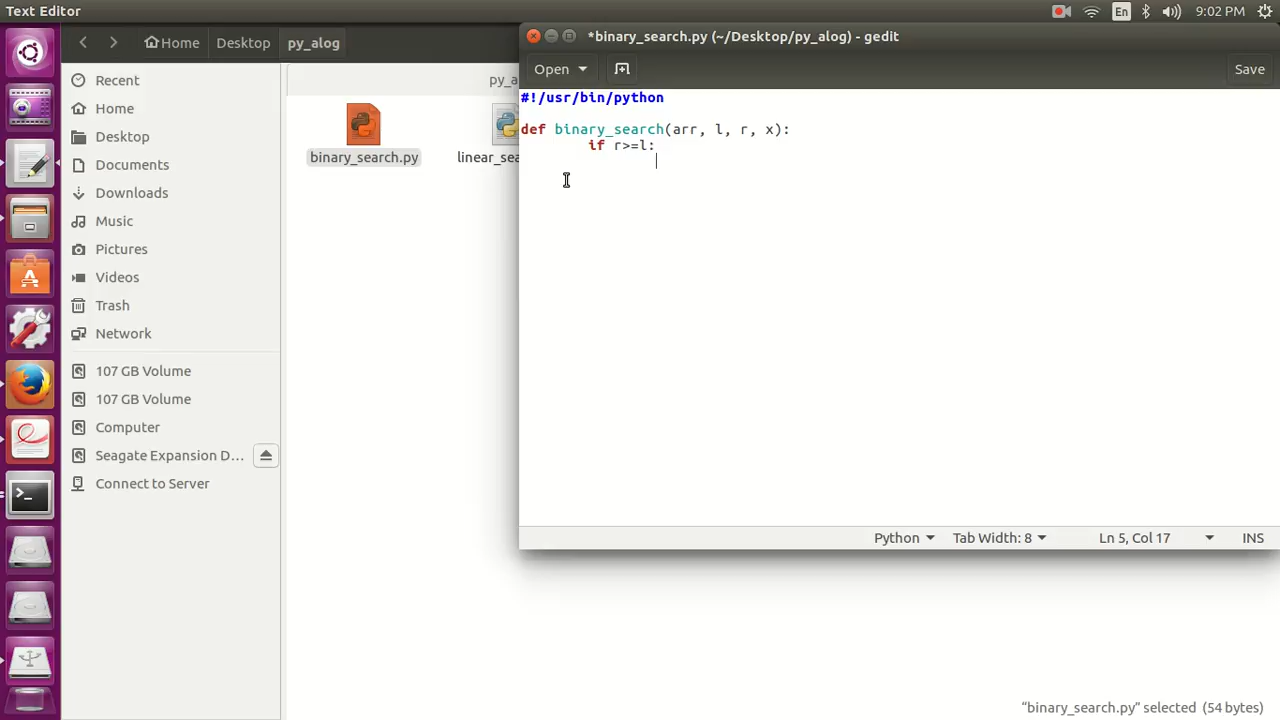 Text Editor
En
9:02 PM
Home
Desktop
py_alog
Recent
Home
Desktop
Documents
Downloads
Music
Pictures
Videos
Trash
Network
107 GB Volume
107 GB Volume
Computer
Seagate Expansion D…
Connect to Server
py_a
binary_search.py
linear_sea
*binary_search.py (~/Desktop/py_alog) - gedit
Open
Save
#!/usr/bin/python
def binary_search(arr, l, r, x):
if r>=l:
Python
Tab Width: 8
Ln 5, Col 17
INS
“binary_search.py” selected (54 bytes)